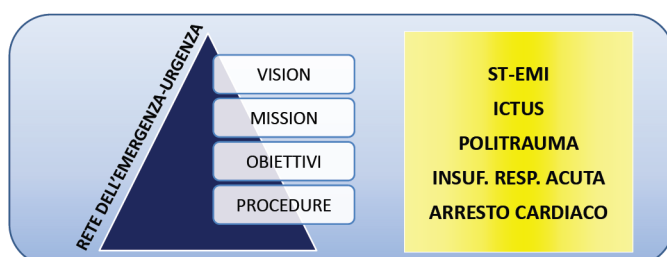 RETE DELL'EMERGENZA-URGENZA
VISION
MISSION
OBIETTIVI
PROCEDURE
ST-EMI
ICTUS
POLITRAUMA
INSUF. RESP. ACUTA
ARRESTO CARDIACO